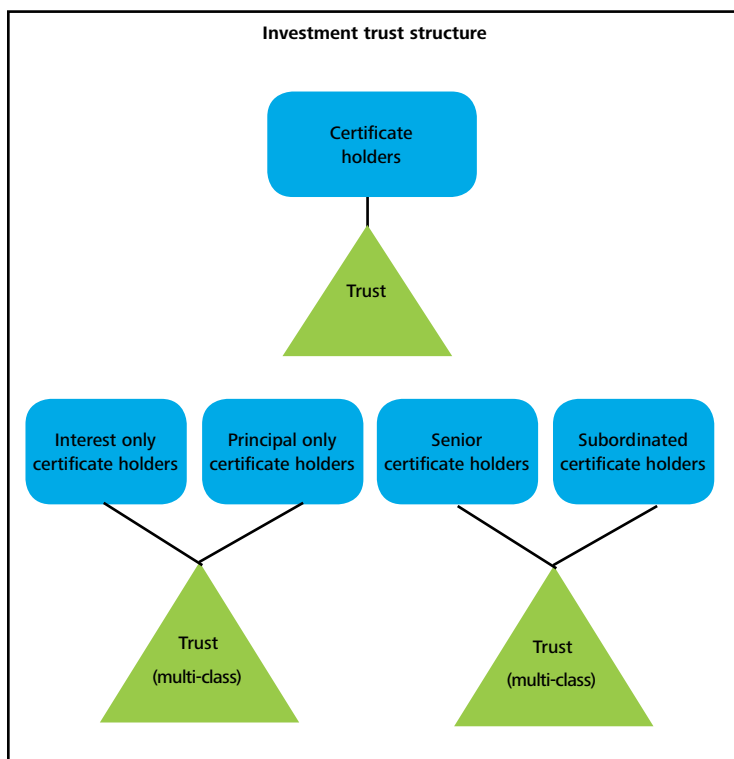 Investment trust structure
Certificate
holders
Trust
Interest only
certificate holders
Principal only
certificate holders
Senior
certificate holders
Subordinated
certificate holders
Trust
(multi-class)
Trust
(multi-class)